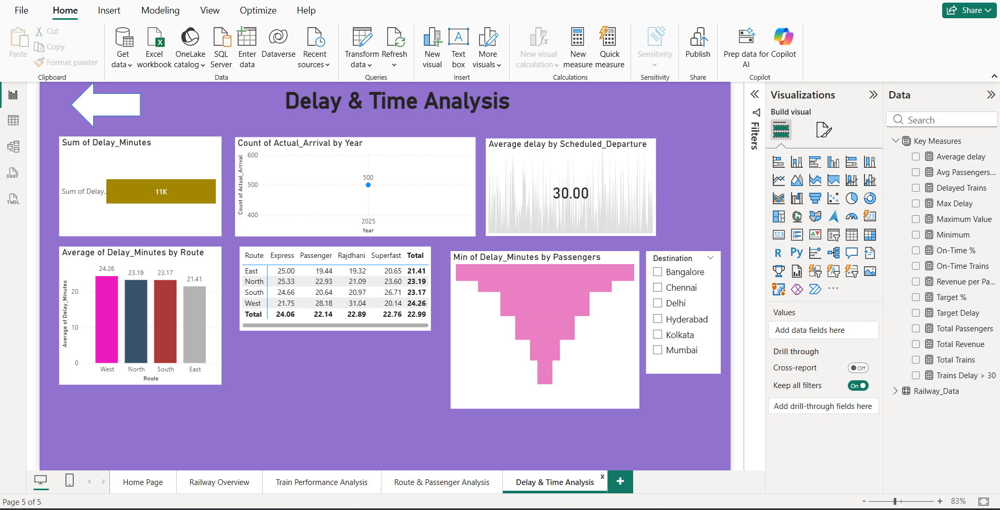 File Home Insert Modeling View Optimize Help Share
Paste
Cut
Copy
Format painter
Clipboard
Get data
Excel workbook
OneLake catalog
SQL Server
Enter data
Dataverse
Recent sources
Data
Transform data
Refresh
Queries
New visual
Text box
More visuals
Insert
New visual calculation
New measure
Quick measure
Calculations
Sensitivity
Sensitivity
Publish
Share
Prep data for AI
Copilot
Copilot
DAX
TMDL
Delay & Time Analysis
Sum of Delay_Minutes
Sum of Delay... 11K
Count of Actual_Arrival by Year
Count of Actual_Arrival
600
500
400
500
2025
Year
Average delay by Scheduled_Departure
30.00
Average of Delay_Minutes by Route
Average of Delay_Minutes
20
10
0
24.26 23.19 23.17 21.41
West North South East
Route
Route Express Passenger Rajdhani Superfast Total
East 25.00 19.44 19.32 20.65 21.41
North 25.33 22.93 21.09 23.60 23.19
South 24.66 20.64 20.97 26.71 23.17
West 21.75 28.18 31.04 20.14 24.26
Total 24.06 22.14 22.89 22.76 22.99
Min of Delay_Minutes by Passengers
Destination
Bangalore
Chennai
Delhi
Hyderabad
Kolkata
Mumbai
Filters
Visualizations
Build visual
123
123
R Py
...
Values
Add data fields here
Drill through
Cross-report Off
Keep all filters On
Add drill-through fields here
Data
Search
Key Measures
Average delay
Avg Passengers...
Delayed Trains
Max Delay
Maximum Value
Minimum
On-Time %
On-Time Trains
Revenue per Pa...
Target %
Target Delay
Total Passengers
Total Revenue
Total Trains
Trains Delay > 30
Railway_Data
Home Page Railway Overview Train Performance Analysis Route & Passenger Analysis Delay & Time Analysis x +
Page 5 of 5
- + 83%